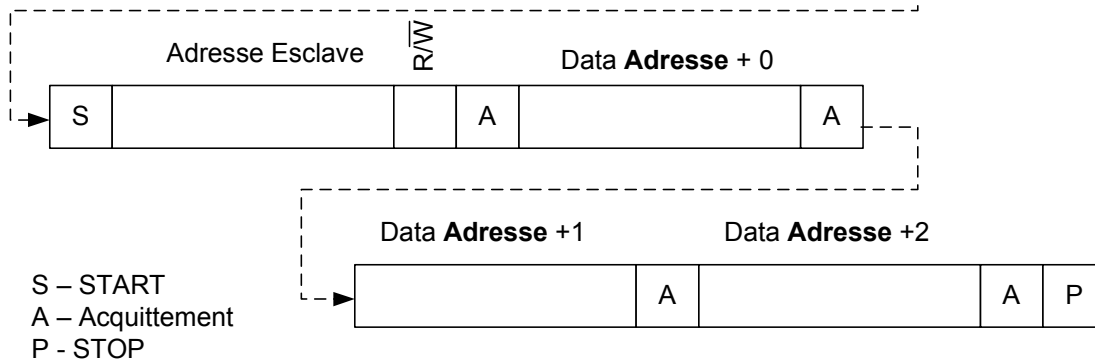 Adresse Esclave
R/W̅
Data Adresse + 0
S
A
A
Data Adresse +1
Data Adresse +2
A
A
P
S – START
A – Acquittement
P - STOP